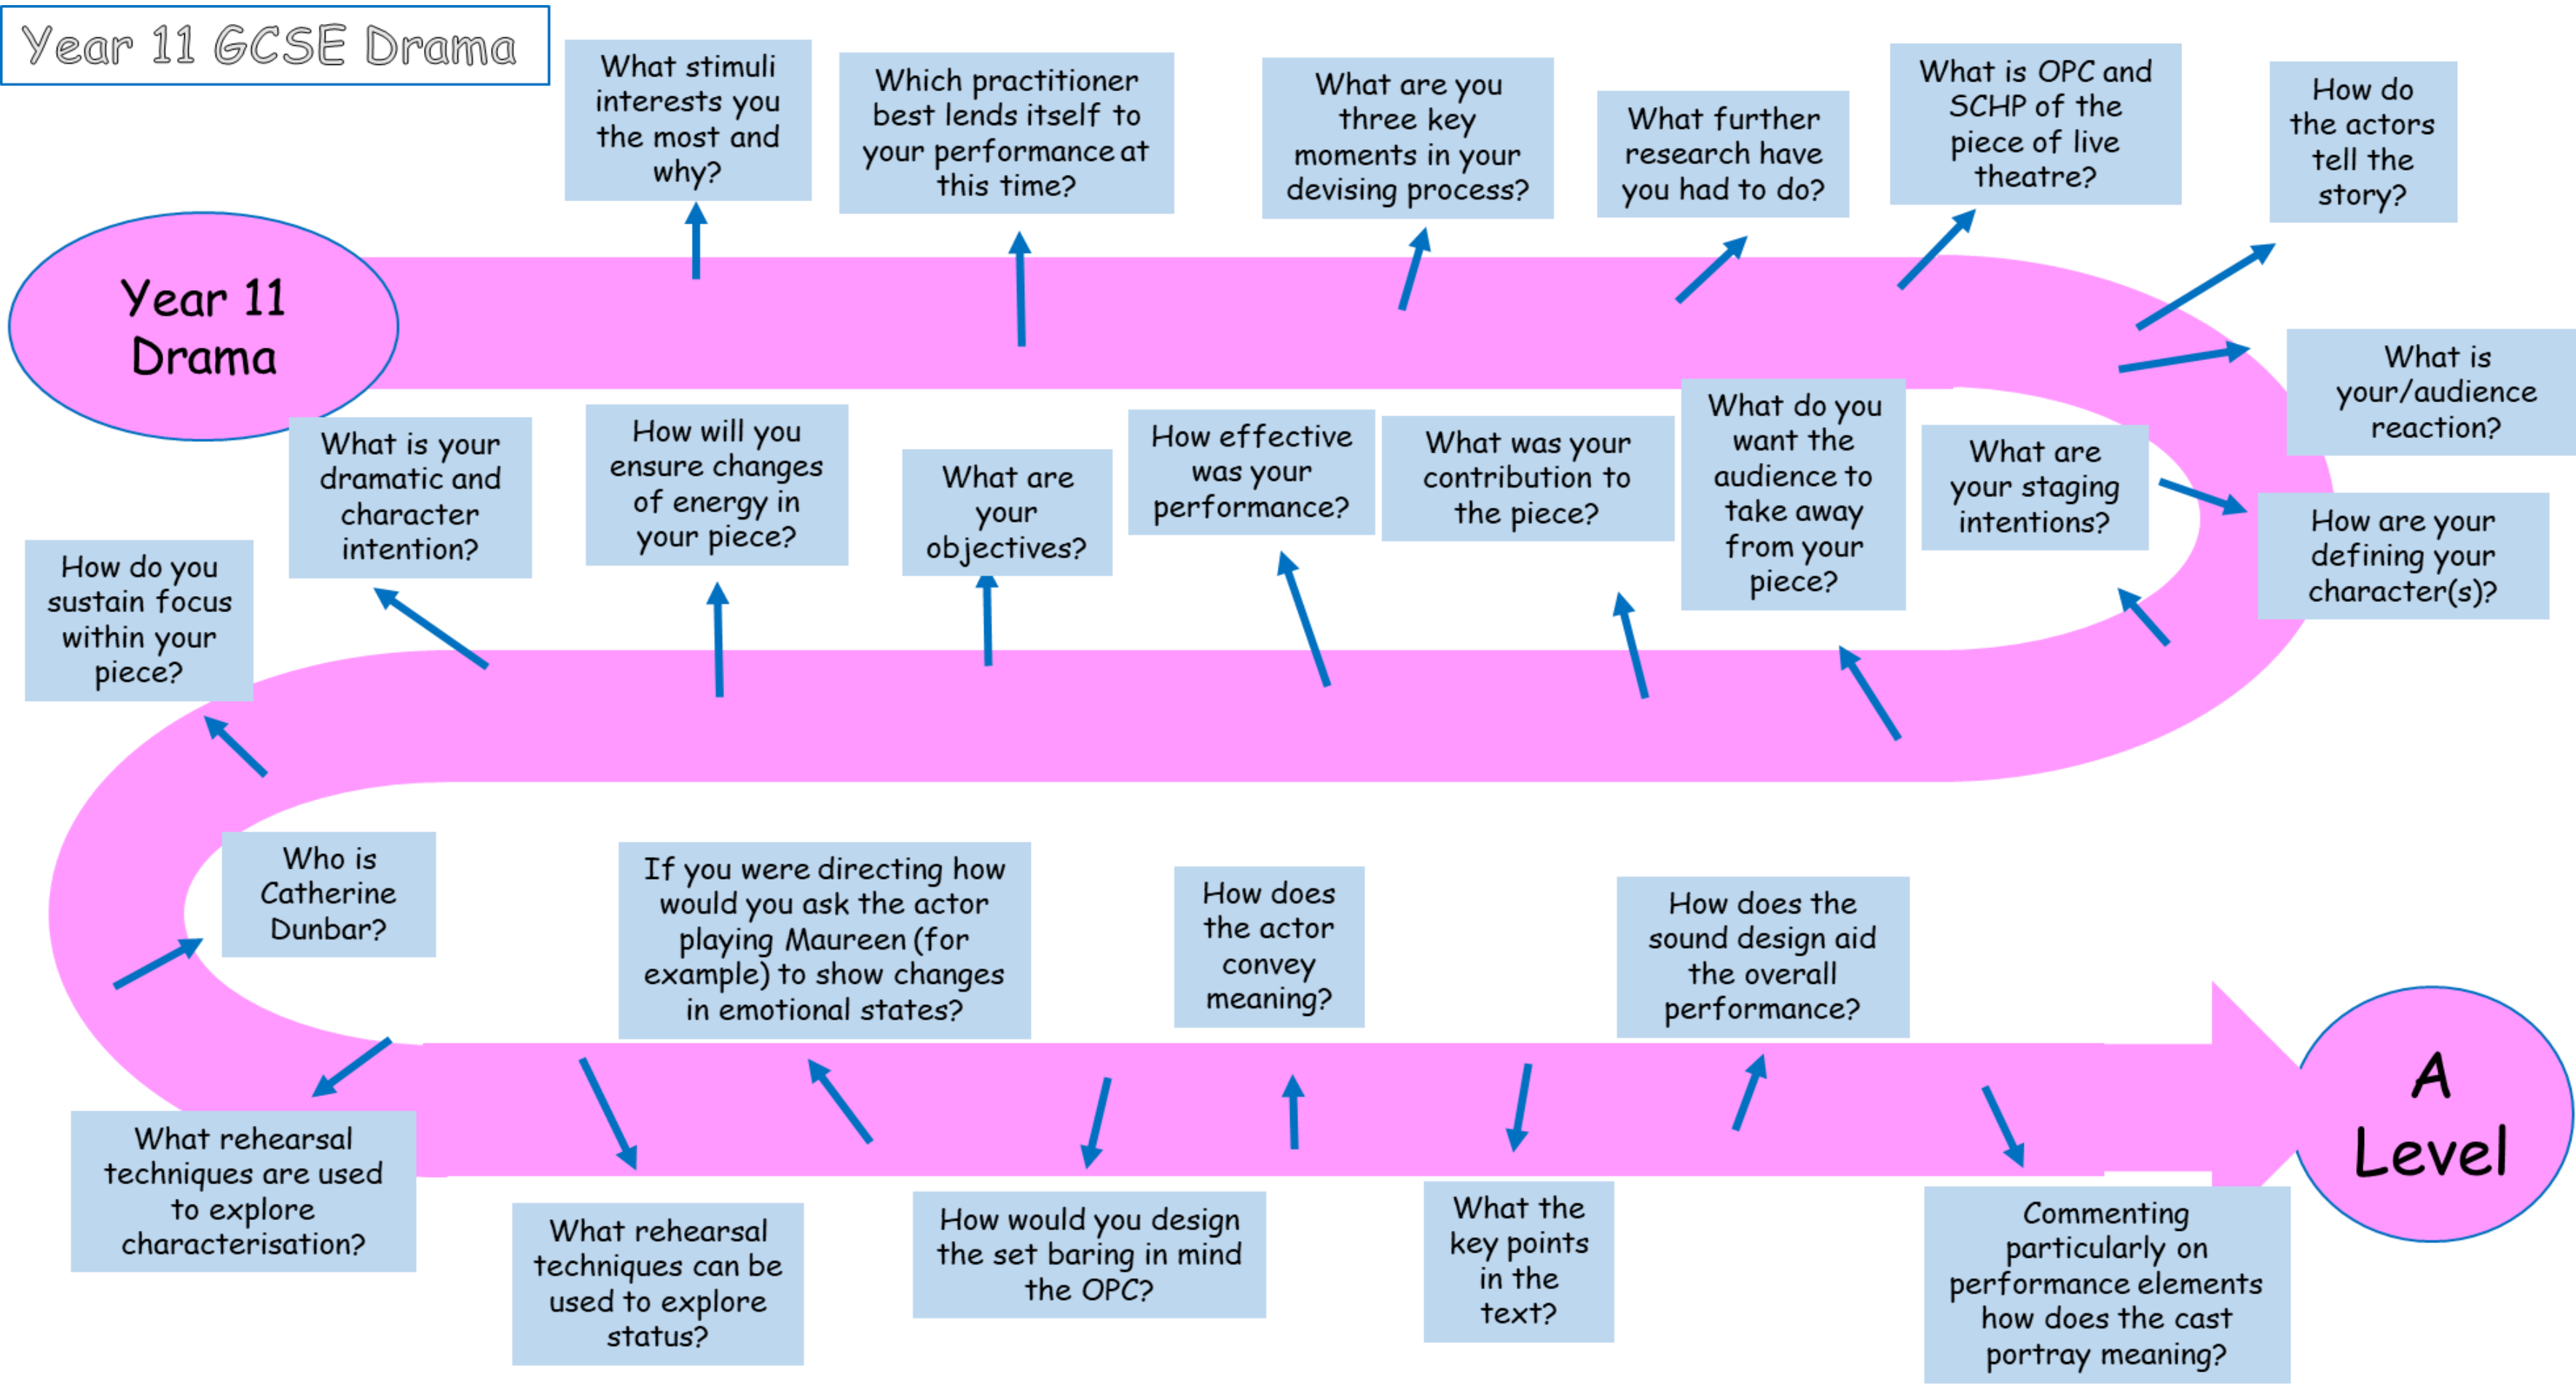 Year 11 GCSE Drama
What stimuli
interests you
the most and
why?
Which practitioner
best lends itself to
your performance at
this time?
What are you
three key
moments in your
devising process?
What further
research have
you had to do?
What is OPC and
SCHP of the
piece of live
theatre?
How do
the actors
tell the
story?
Year 11
Drama
What is
your/audience
reaction?
How are your
defining your
character(s)?
What are
your staging
intentions?
What do you
want the
audience to
take away
from your
piece?
What was your
contribution to
the piece?
How effective
was your
performance?
What are
your
objectives?
How will you
ensure changes
of energy in
your piece?
What is your
dramatic and
character
intention?
How do you
sustain focus
within your
piece?
Who is
Catherine
Dunbar?
What rehearsal
techniques are used
to explore
characterisation?
What rehearsal
techniques can be
used to explore
status?
If you were directing how
would you ask the actor
playing Maureen (for
example) to show changes
in emotional states?
How would you design
the set baring in mind
the OPC?
How does
the actor
convey
meaning?
What the
key points
in the
text?
How does the
sound design aid
the overall
performance?
Commenting
particularly on
performance elements
how does the cast
portray meaning?
A
Level